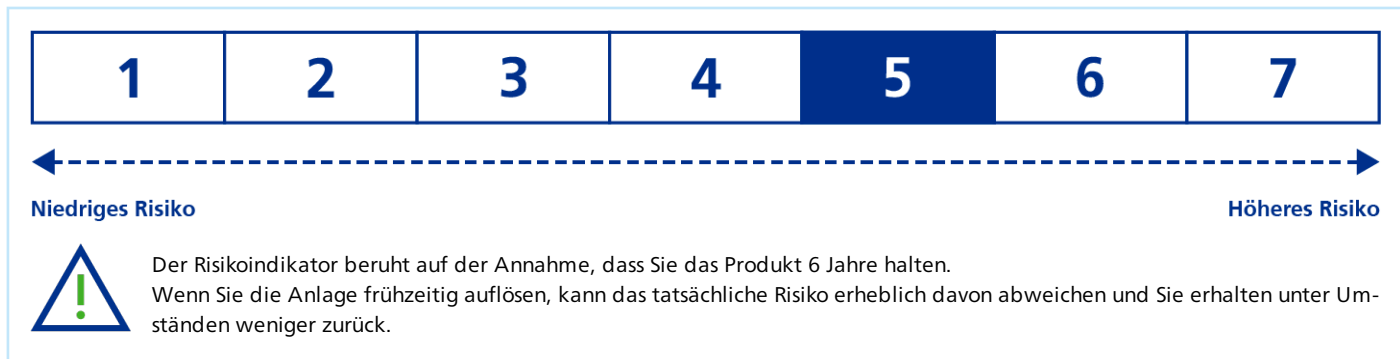 1 2 3 4 5 6 7
Niedriges Risiko Höheres Risiko
!
Der Risikoindikator beruht auf der Annahme, dass Sie das Produkt 6 Jahre halten.
Wenn Sie die Anlage frühzeitig auflösen, kann das tatsächliche Risiko erheblich davon abweichen und Sie erhalten unter Um-
ständen weniger zurück.